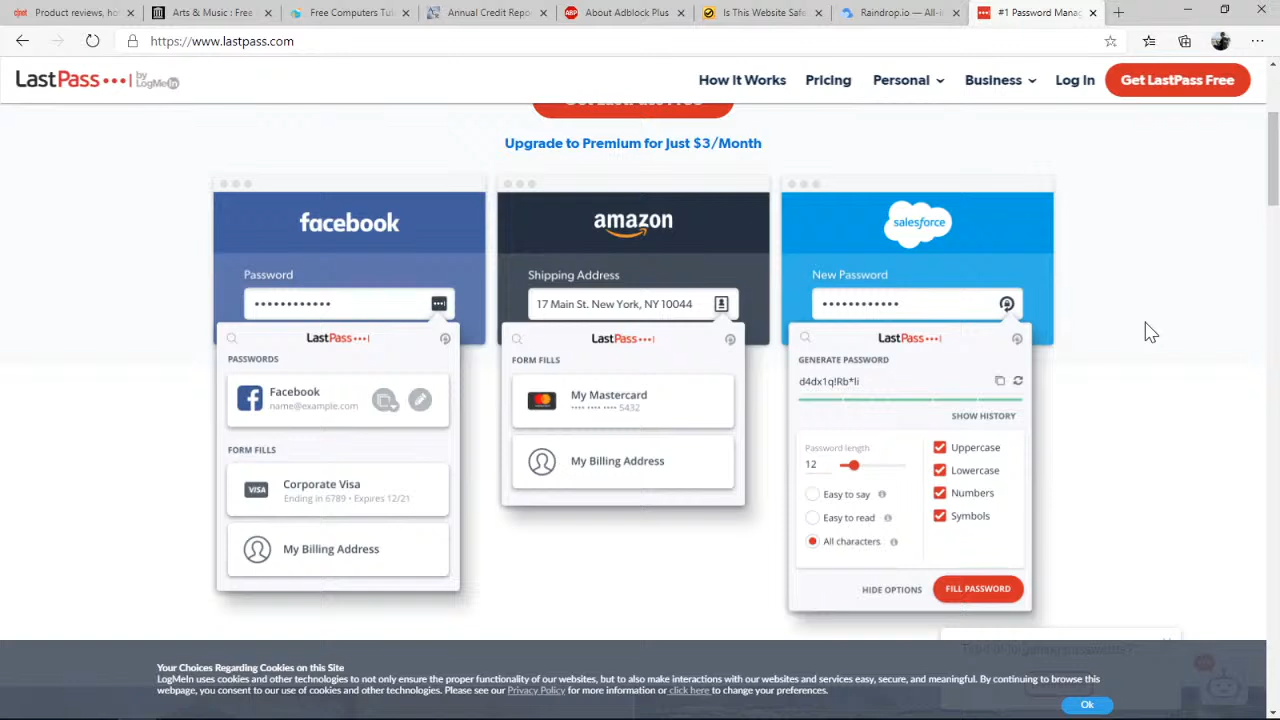 Product reviews, how
Arts & Music : Free
Free Computers Tut
Annual Credit Repo
ABP
About Adblock Plus
Is This Website Safe
Raindrop.io — All-i
#1 Password Manag
https://www.lastpass.com
LastPass
by LogMeIn
How It Works
Pricing
Personal
Business
Log In
Get LastPass Free
Get LastPass Free
Upgrade to Premium for Just $3/Month
facebook
Password
LastPass
PASSWORDS
Facebook
name@example.com
FORM FILLS
VISA
Corporate Visa
Ending in 6789 • Expires 12/21
My Billing Address
amazon
Shipping Address
17 Main St. New York, NY 10044
LastPass
FORM FILLS
My Mastercard
•••• •••• •••• 5432
My Billing Address
salesforce
New Password
LastPass
GENERATE PASSWORD
d4dx1q!Rb*li
SHOW HISTORY
Password length
12
Easy to say
Easy to read
All characters
Uppercase
Lowercase
Numbers
Symbols
HIDE OPTIONS
FILL PASSWORD
Your Choices Regarding Cookies on this Site
LogMeIn uses cookies and other technologies to not only ensure the proper functionality of our websites, but to also make interactions with our websites and services easy, secure, and meaningful. By continuing to browse this
webpage, you consent to our use of cookies and other technologies. Please see our Privacy Policy for more information or click here to change your preferences.
Ok